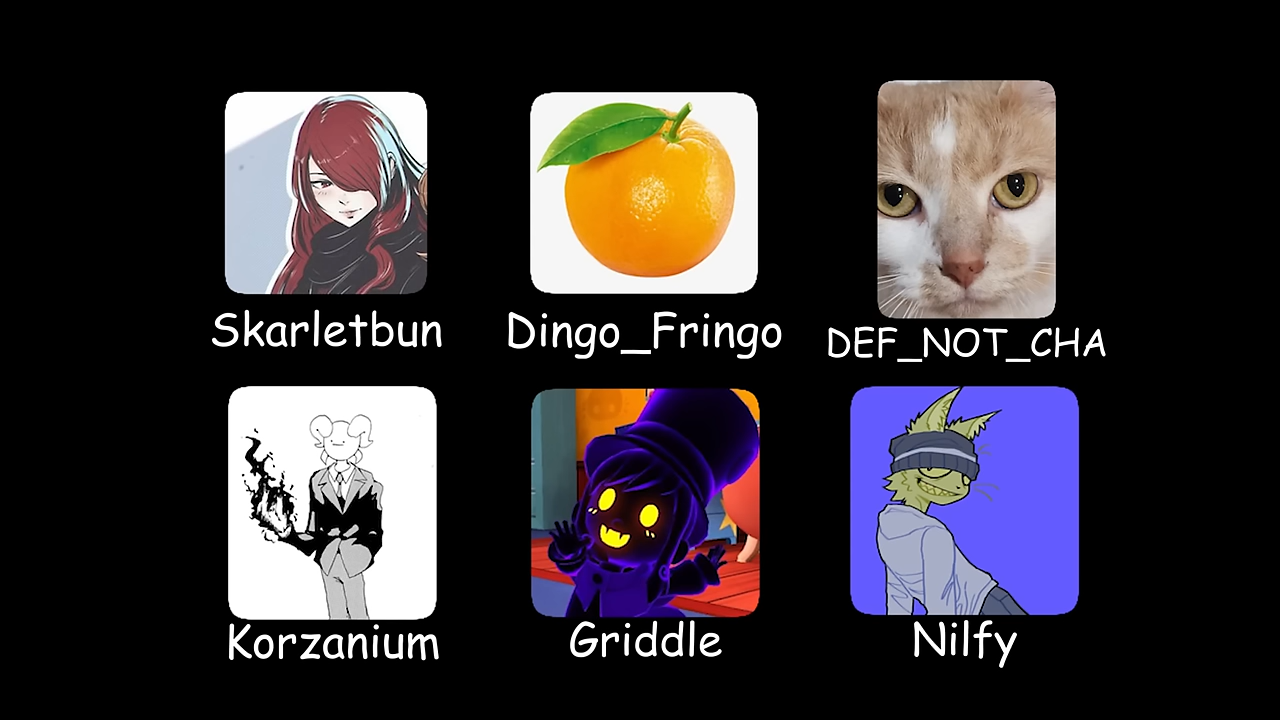 Skarletbun
Dingo_Fringo
DEF_NOT_CHA
Korzanium
Griddle
Nilfy